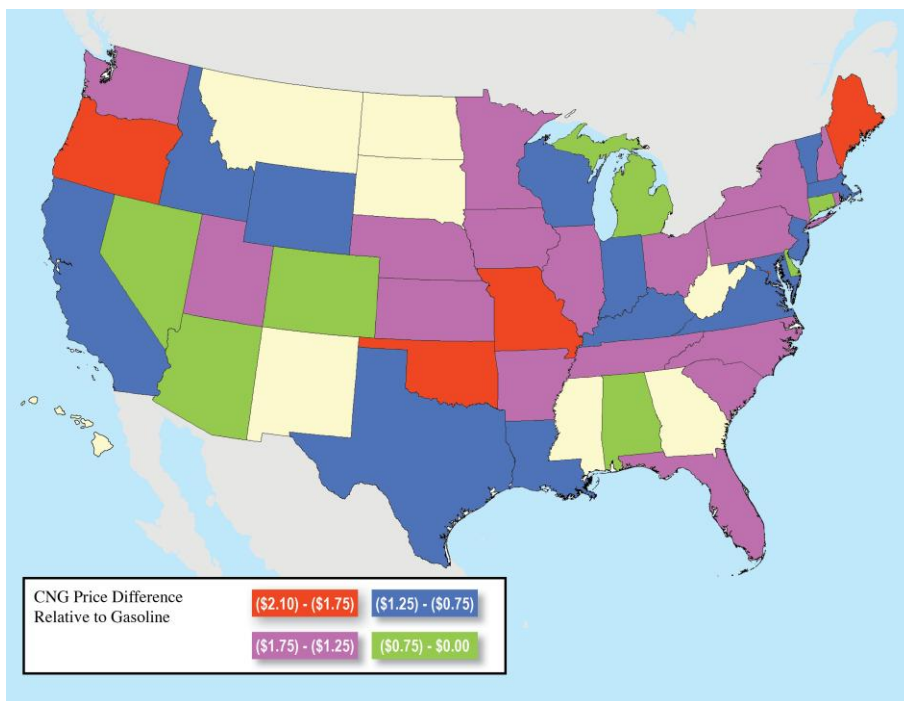 CNG Price Difference
Relative to Gasoline
($2.10) - ($1.75)
($1.25) - ($0.75)
($1.75) - ($1.25)
($0.75) - $0.00